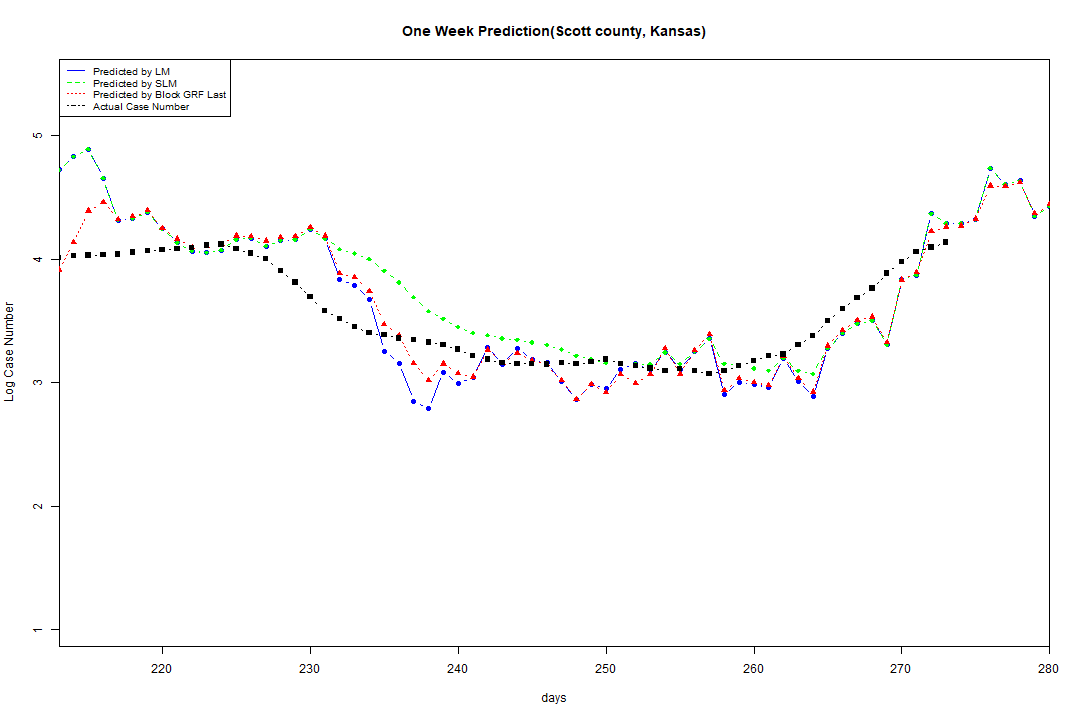 One Week Prediction(Scott county, Kansas)
Predicted by LM
Predicted by SLM
Predicted by Block GRF Last
Actual Case Number
Log Case Number
5
4
3
2
1
220 230 240 250 260 270 280
days